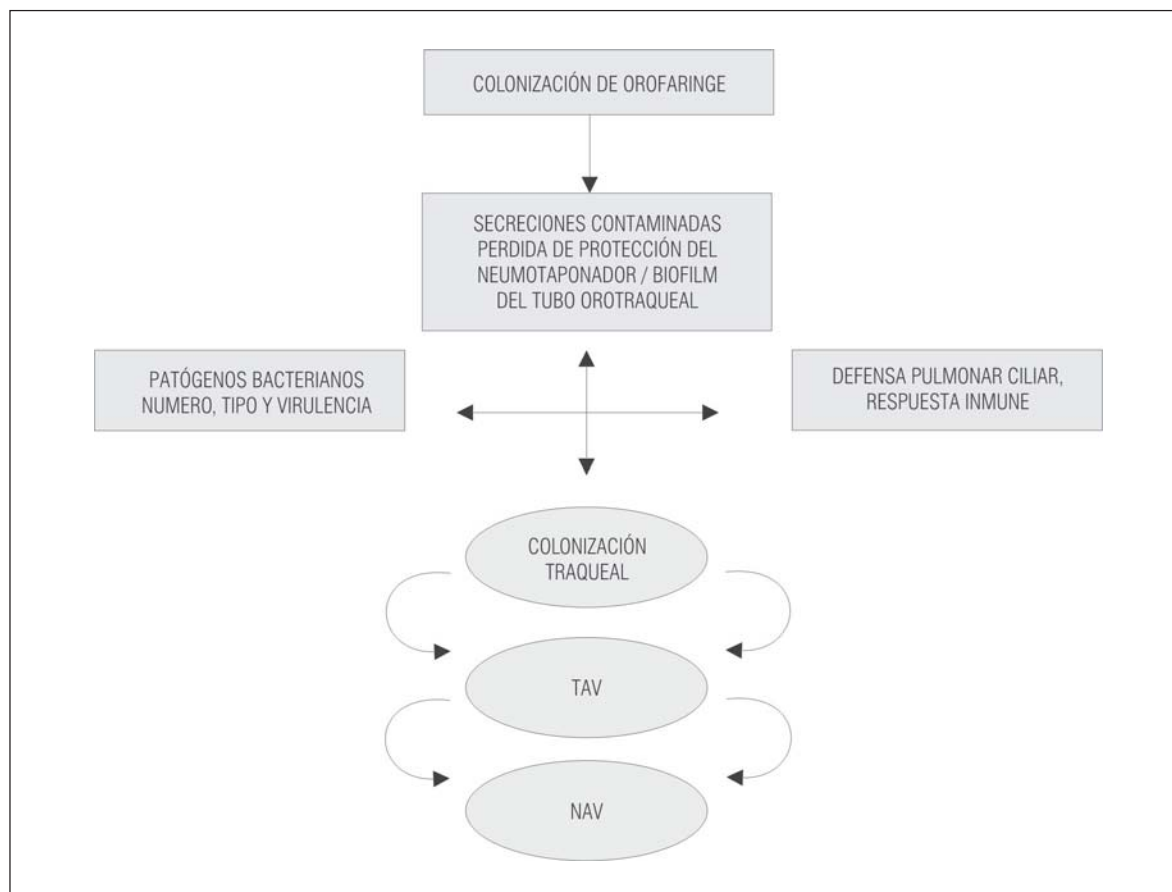 COLONIZACIÓN DE OROFARINGE
SECRECIONES CONTAMINADAS
PERDIDA DE PROTECCIÓN DEL
NEUMOTAPONADOR / BIOFILM
DEL TUBO OROTRAQUEAL
PATÓGENOS BACTERIANOS
NUMERO, TIPO Y VIRULENCIA
DEFENSA PULMONAR CILIAR,
RESPUESTA INMUNE
COLONIZACIÓN
TRAQUEAL
TAV
NAV